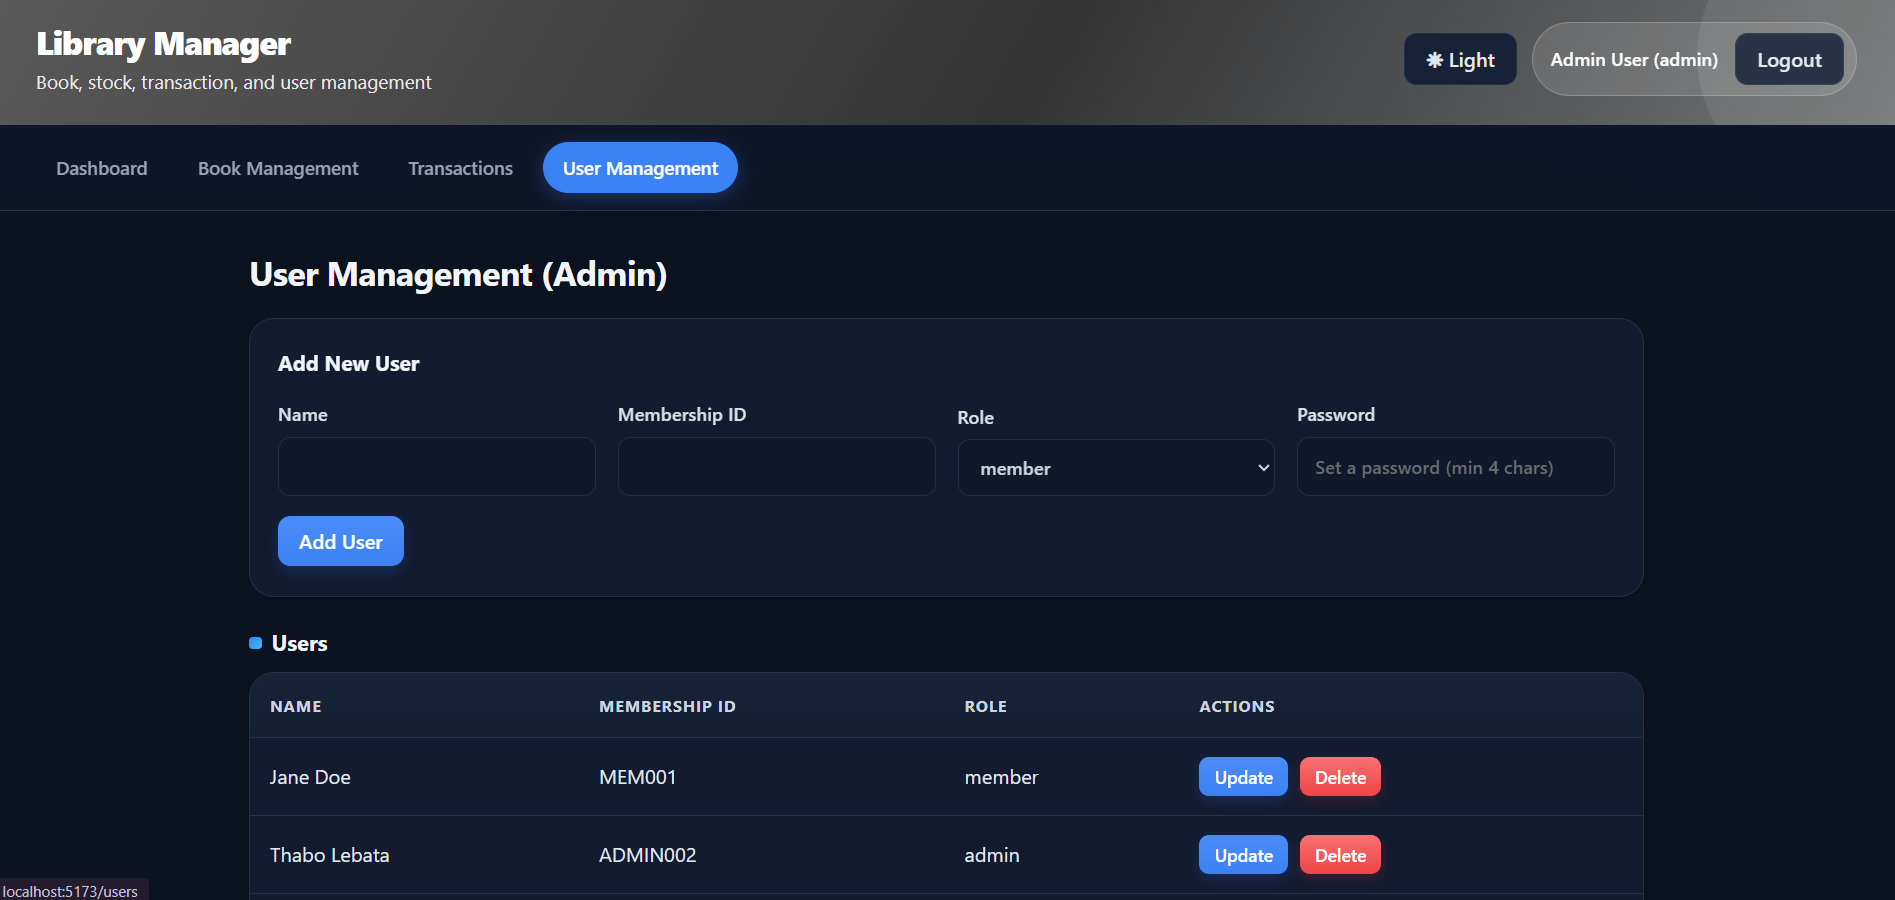 Library Manager
Book, stock, transaction, and user management
Light
Admin User (admin)
Logout
Dashboard
Book Management
Transactions
User Management
User Management (Admin)
Add New User
Name
Membership ID
Role
Password
member
Set a password (min 4 chars)
Add User
Users
NAME MEMBERSHIP ID ROLE ACTIONS
Jane Doe MEM001 member Update Delete
Thabo Lebata ADMIN002 admin Update Delete
localhost:5173/users